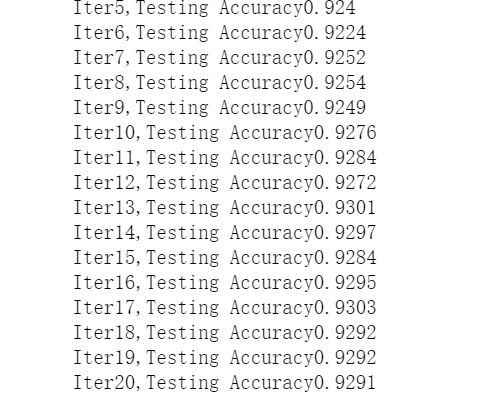 Iter5,Testing Accuracy0.924
Iter6,Testing Accuracy0.9224
Iter7,Testing Accuracy0.9252
Iter8,Testing Accuracy0.9254
Iter9,Testing Accuracy0.9249
Iter10,Testing Accuracy0.9276
Iter11,Testing Accuracy0.9284
Iter12,Testing Accuracy0.9272
Iter13,Testing Accuracy0.9301
Iter14,Testing Accuracy0.9297
Iter15,Testing Accuracy0.9284
Iter16,Testing Accuracy0.9295
Iter17,Testing Accuracy0.9303
Iter18,Testing Accuracy0.9292
Iter19,Testing Accuracy0.9292
Iter20,Testing Accuracy0.9291